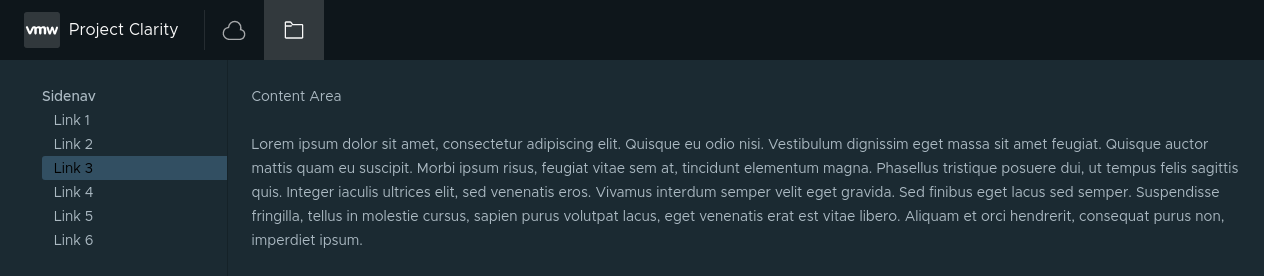 vmw Project Clarity
Sidenav
Link 1
Link 2
Link 3
Link 4
Link 5
Link 6
Content Area
Lorem ipsum dolor sit amet, consectetur adipiscing elit. Quisque eu odio nisi. Vestibulum dignissim eget massa sit amet feugiat. Quisque auctor
mattis quam eu suscipit. Morbi ipsum risus, feugiat vitae sem at, tincidunt elementum magna. Phasellus tristique posuere dui, ut tempus felis sagittis
quis. Integer iaculis ultrices elit, sed venenatis eros. Vivamus interdum semper velit eget gravida. Sed finibus eget lacus sed semper. Suspendisse
fringilla, tellus in molestie cursus, sapien purus volutpat lacus, eget venenatis erat est vitae libero. Aliquam et orci hendrerit, consequat purus non,
imperdiet ipsum.